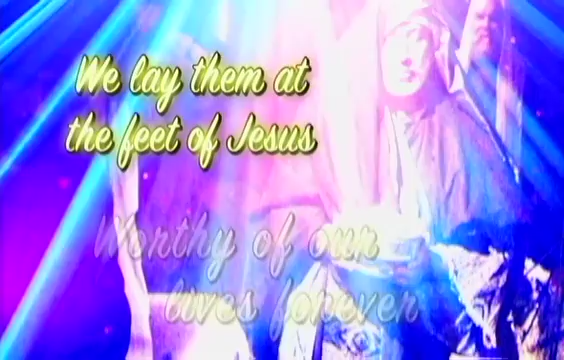 We lay them at
the feet of Jesus
Worthy of our
lives forever